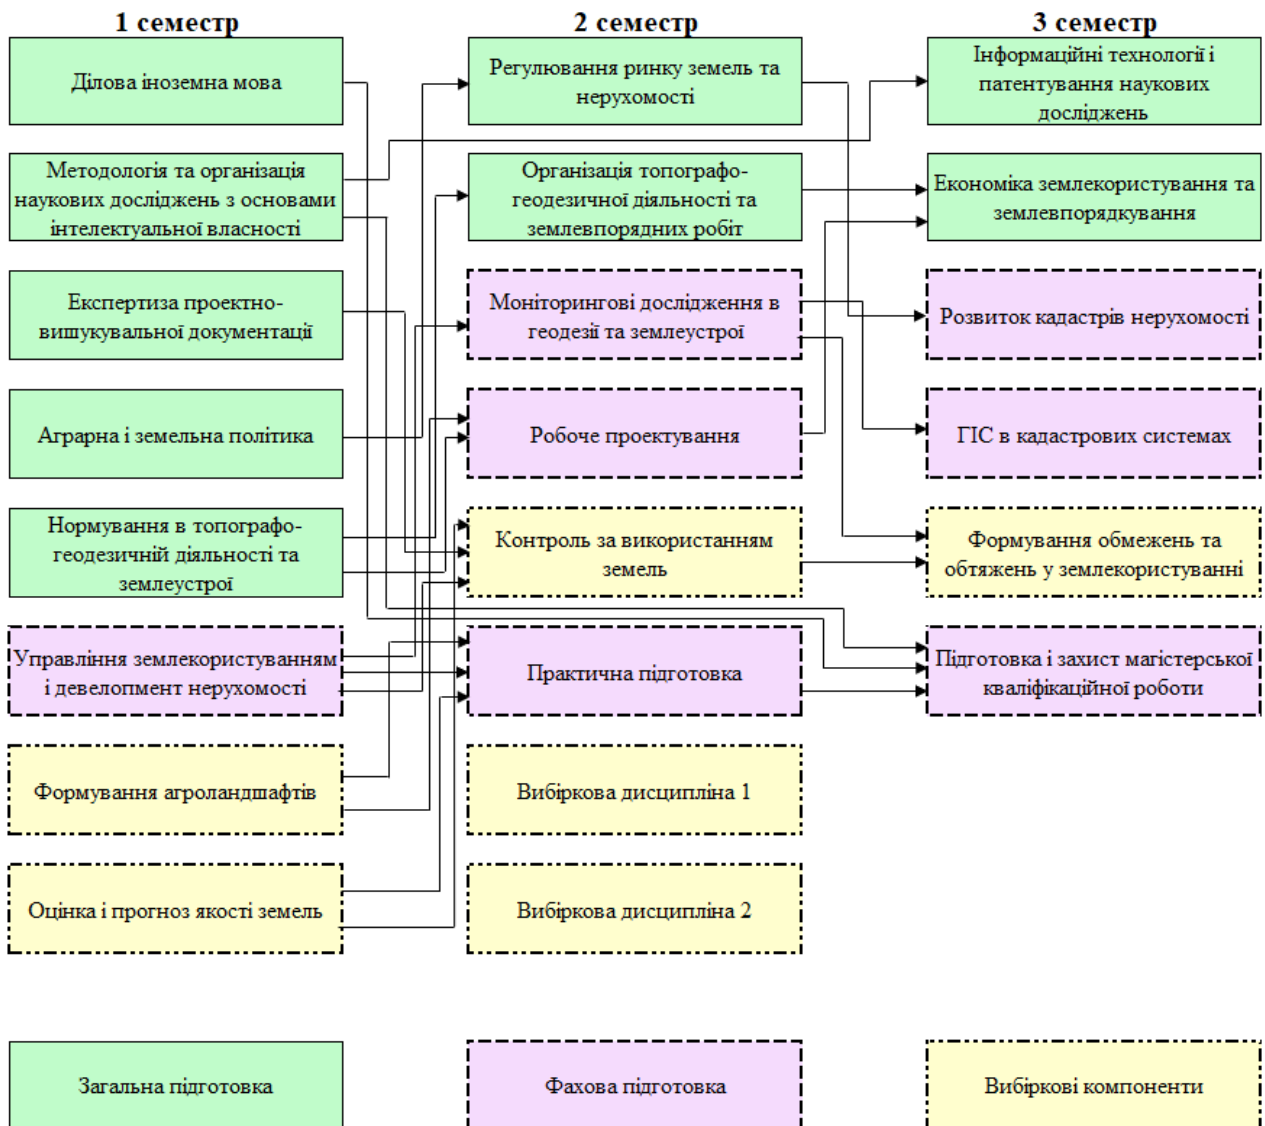 1 семестр
2 семестр
3 семестр
Ділова іноземна мова
Регулювання ринку земель та
нерухомості
Інформаційні технології і
патентування наукових
досліджень
Методологія та організація
наукових досліджень з основами
інтелектуальної власності
Організація топографо-
геодезичної діяльності та
землевпорядних робіт
Економіка землекористування та
землевпорядкування
Експертиза проектно-
вишукувальної документації
Моніторингові дослідження в
геодезії та землеустрої
Розвиток кадастрів нерухомості
Аграрна і земельна політика
Робоче проектування
ГІС в кадастрових системах
Нормування в топографо-
геодезичній діяльності та
землеустрої
Контроль за використанням
земель
Формування обмежень та
обтяжень у землекористуванні
Управління землекористуванням
і девелопмент нерухомості
Практична підготовка
Підготовка і захист магістерської
кваліфікаційної роботи
Формування агроландшафтів
Вибіркова дисципліна 1
Оцінка і прогноз якості земель
Вибіркова дисципліна 2
Загальна підготовка
Фахова підготовка
Вибіркові компоненти